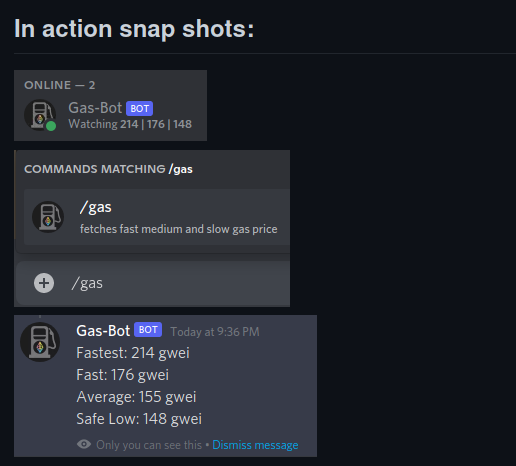 In action snap shots:
ONLINE — 2
Gas-Bot BOT
Watching 214 | 176 | 148
COMMANDS MATCHING /gas
/gas
fetches fast medium and slow gas price
/gas
Gas-Bot BOT Today at 9:36 PM
Fastest: 214 gwei
Fast: 176 gwei
Average: 155 gwei
Safe Low: 148 gwei
Only you can see this • Dismiss message